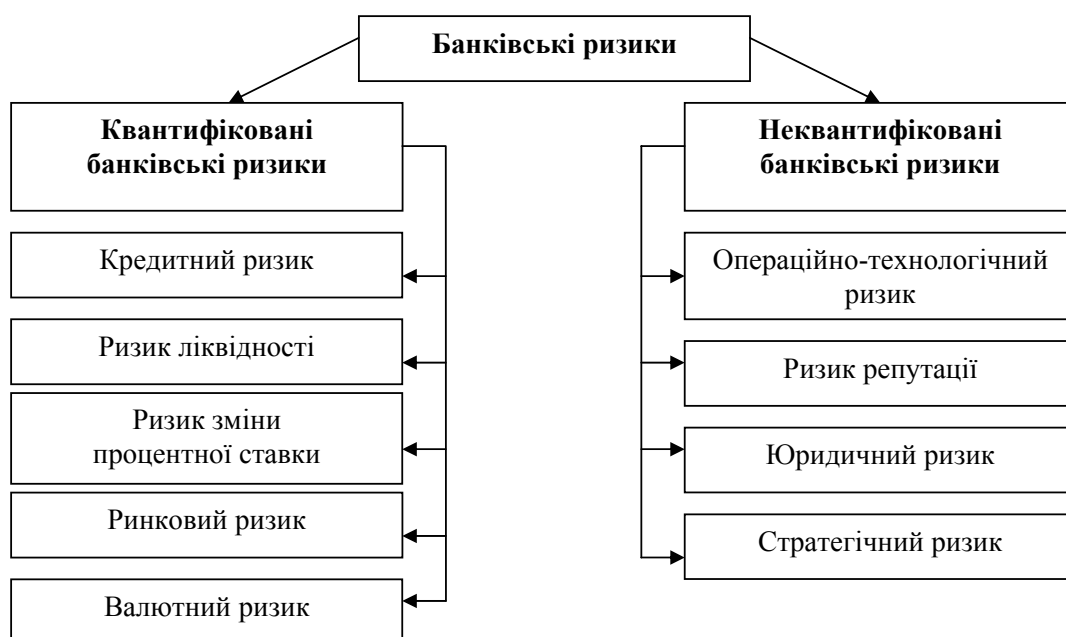 Банківські ризики
Квантифіковані
банківські ризики
Кредитний ризик
Ризик ліквідності
Ризик зміни
процентної ставки
Ринковий ризик
Валютний ризик
Неквантифіковані
банківські ризики
Операційно-технологічний
ризик
Ризик репутації
Юридичний ризик
Стратегічний ризик